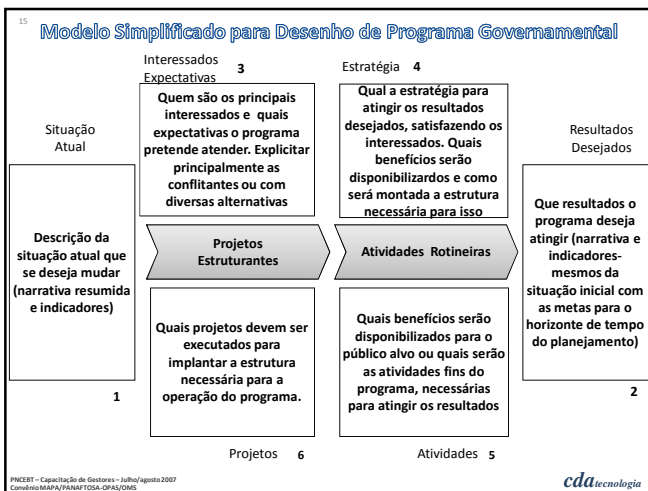 15
Modelo Simplificado para Desenho de Programa Governamental
Interessados
Expectativas
3
Quem são os principais
interessados e quais
expectativas o programa
pretende atender. Explicitar
principalmente as
conflitantes ou com
diversas alternativas
Estratégia 4
Qual a estratégia para
atingir os resultados
desejados, satisfazendo os
interessados. Quais
benefícios serão
disponibilizardos e como
será montada a estrutura
necessária para isso
Situação
Atual
Descrição da
situação atual que
se deseja mudar
(narrativa resumida
e indicadores)
1
Projetos
Estruturantes
Atividades Rotineiras
Resultados
Desejados
Que resultados o
programa deseja
atingir (narrativa e
indicadores-
mesmos da
situação inicial com
as metas para o
horizonte de tempo
do planejamento)
2
Quais projetos devem ser
executados para
implantar a estrutura
necessária para a
operação do programa.
Projetos 6
Quais benefícios serão
disponibilizados para o
público alvo ou quais serão
as atividades fins do
programa, necessárias
para atingir os resultados
Atividades 5
PNCEBT – Capacitação de Gestores – Julho/agosto 2007
Convênio MAPA/PANAFTOSA-OPAS/OMS
cda tecnologia